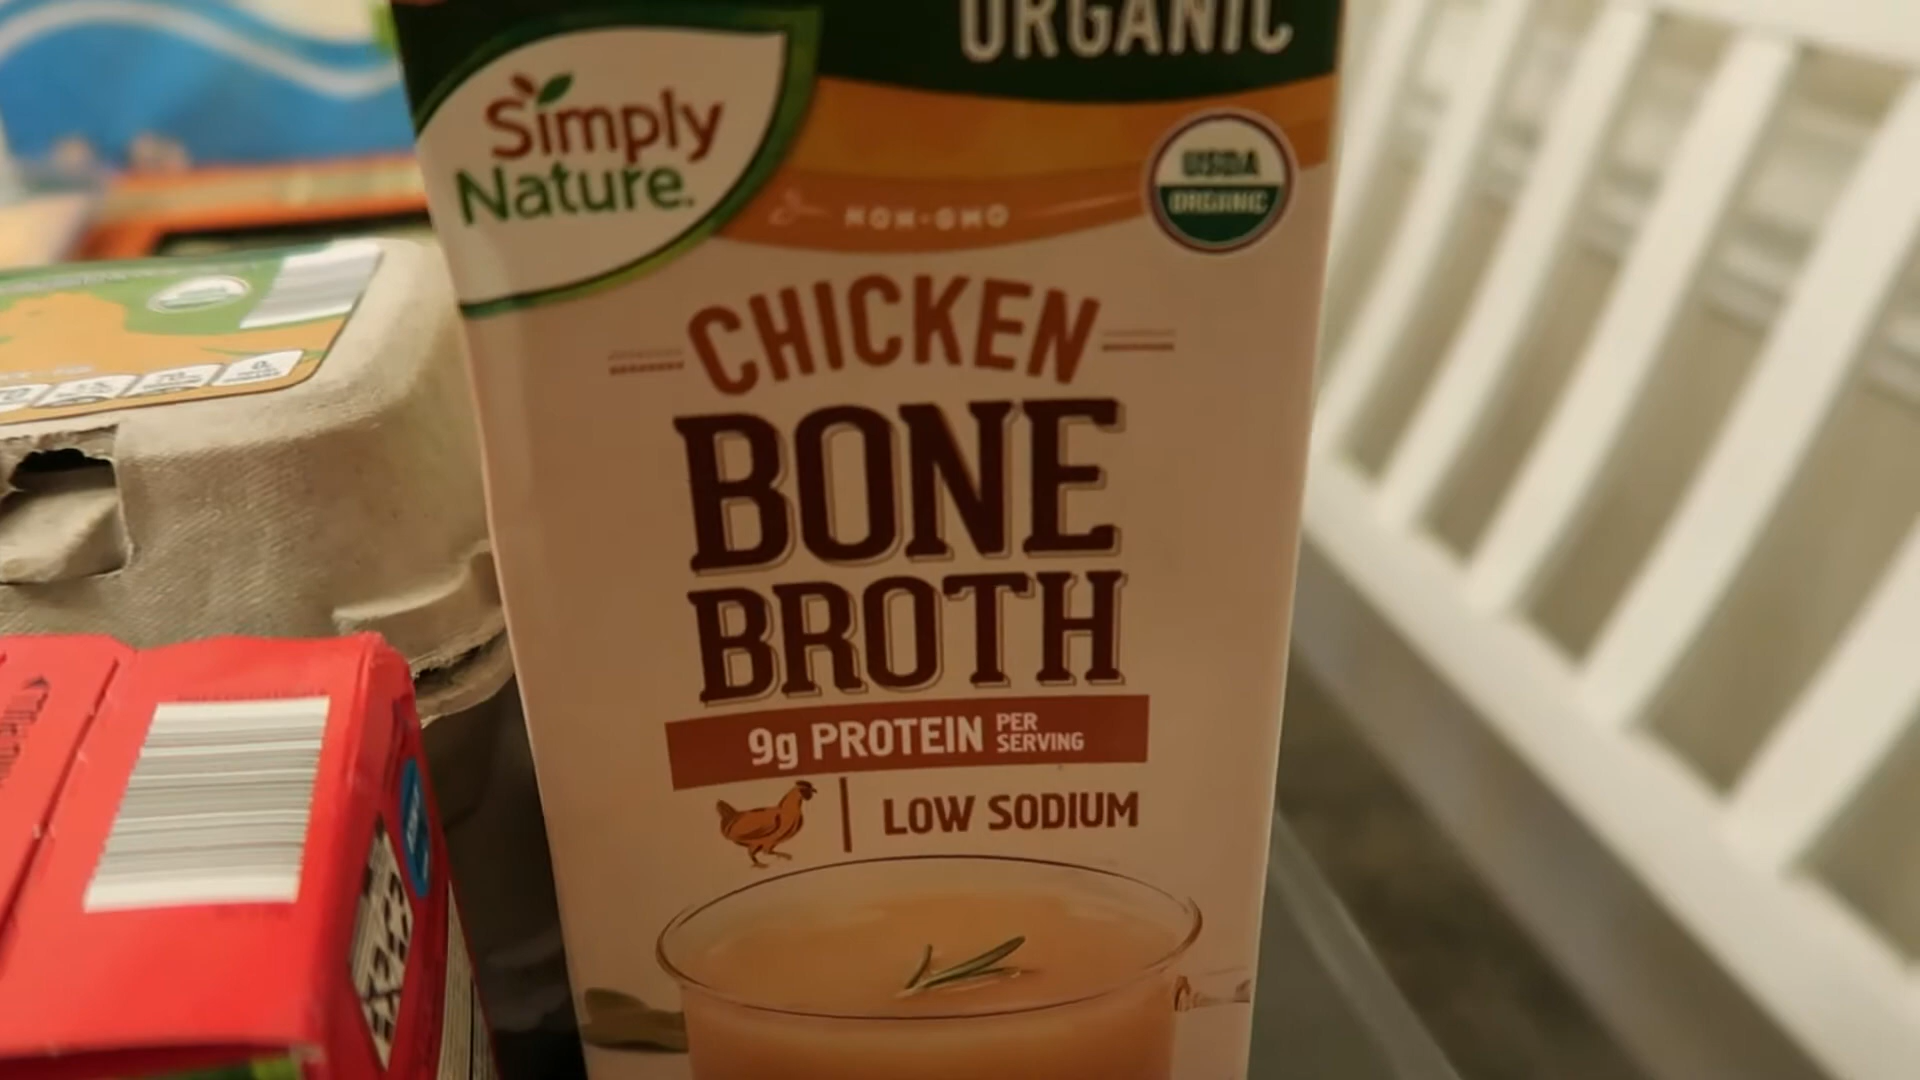 ORGANIC
Simply
Nature.
USDA
ORGANIC
NON-GMO
CHICKEN
BONE
BROTH
9g PROTEIN PER
SERVING
LOW SODIUM